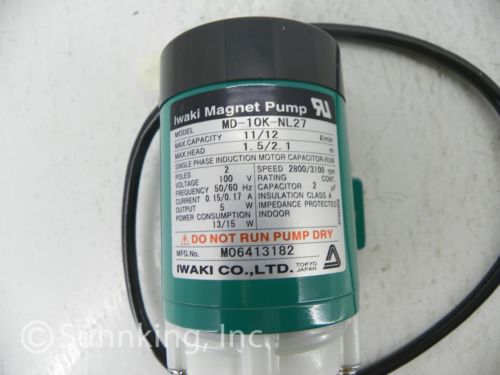 Iwaki Magnet Pump RU
MODEL MD-10K-NL27
MAX.CAPACITY 11/12 ℓ/min
MAX.HEAD 1.5/2.1 m
SINGLE PHASE INDUCTION MOTOR CAPACITOR-RUN
POLES 2 SPEED 2800/3100 rpm
VOLTAGE 100 V RATING CONT.
FREQUENCY 50/60 Hz CAPACITOR 2 μF
CURRENT 0.15/0.17 A INSULATION CLASS A
OUTPUT 5 W IMPEDANCE PROTECTED
POWER CONSUMPTION INDOOR
13/15 W
⚠ DO NOT RUN PUMP DRY
MFG.No. M06413182
IWAKI CO.,LTD. TOKYO JAPAN
© Sunnking, Inc.